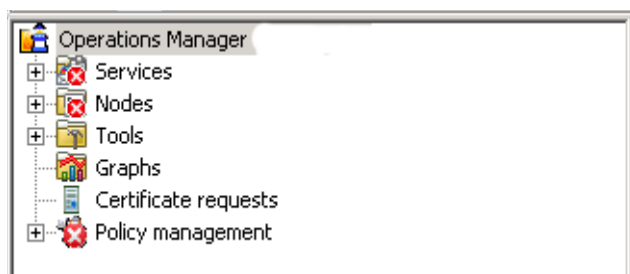 Operations Manager
Services
Nodes
Tools
Graphs
Certificate requests
Policy management